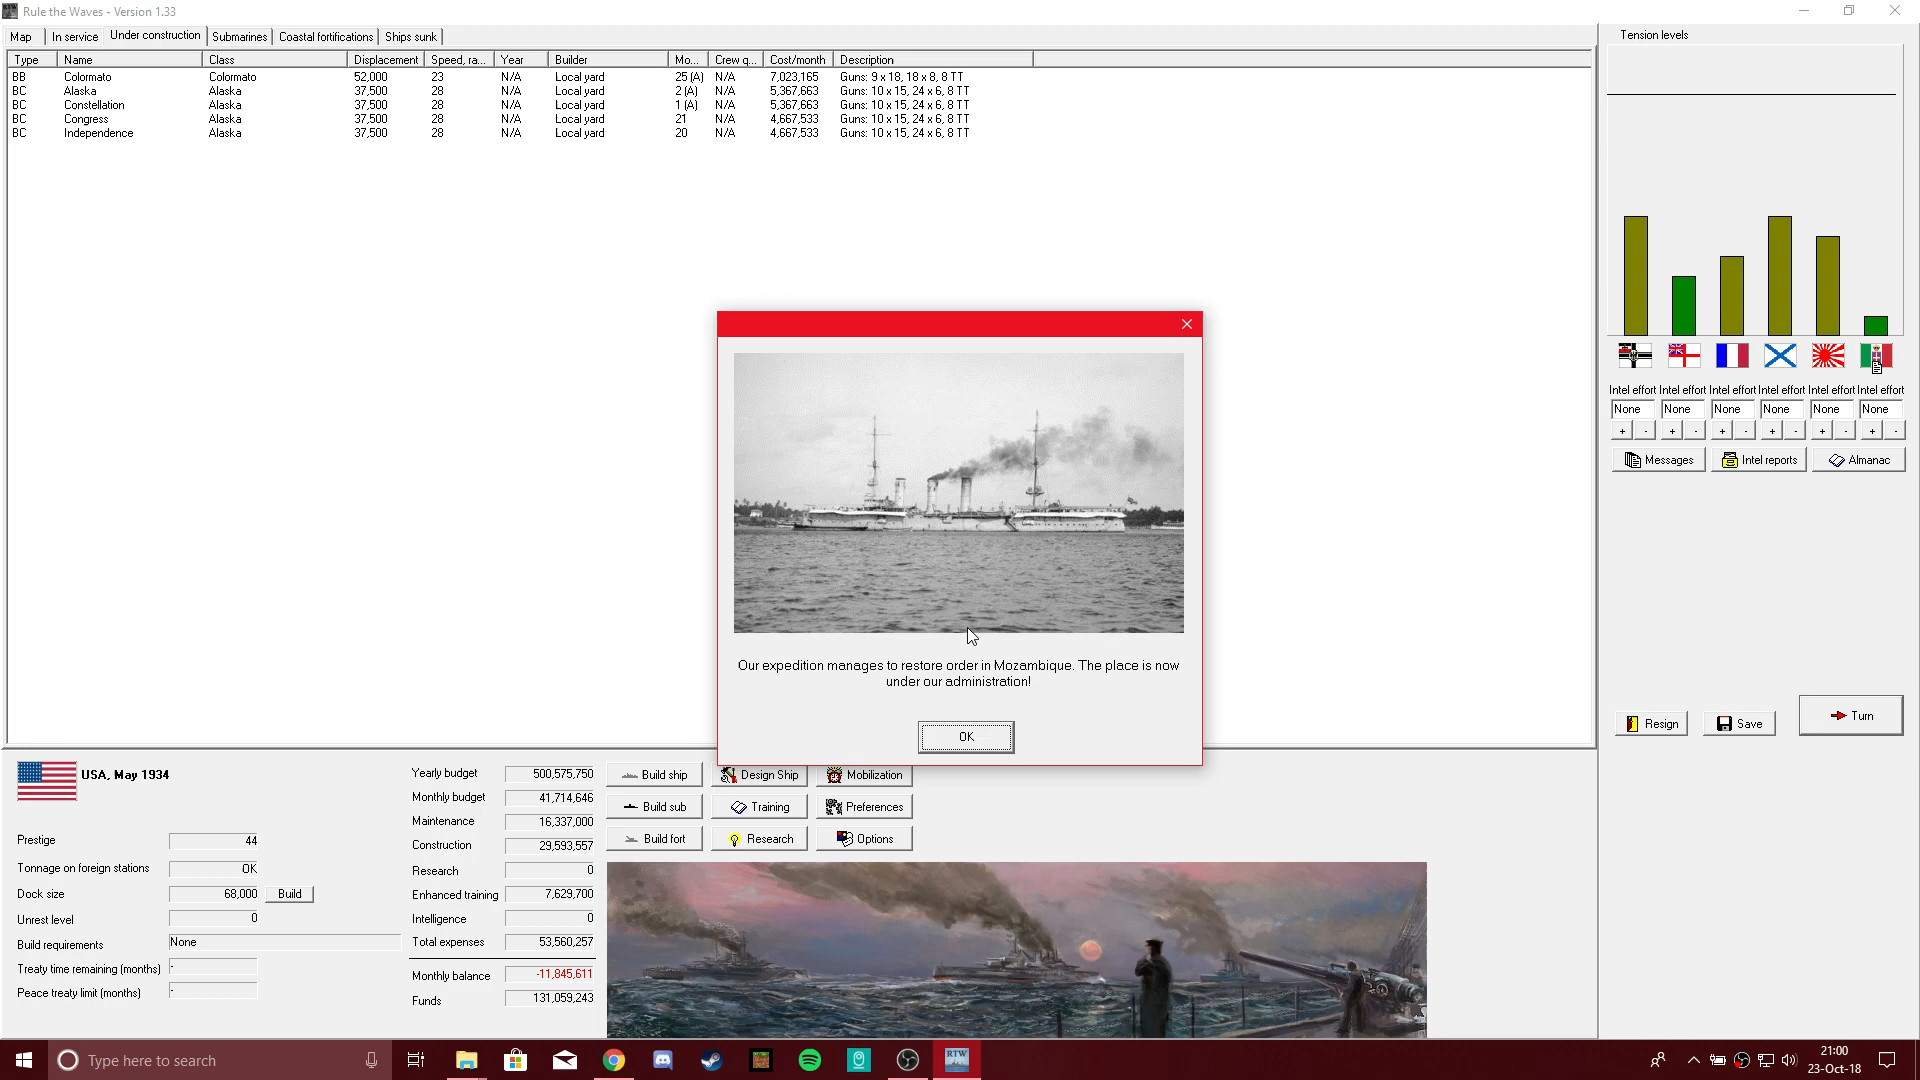 Rule the Waves - Version 1.33
Map In service Under construction Submarines Coastal fortifications Ships sunk
Type Name Class Displacement Speed, ra... Year Builder Mo... Crew q... Cost/month Description
BB Colormato Colormato 52,000 23 N/A Local yard 25 (A) N/A 7,023,165 Guns: 9 x 18, 18 x 8, 8 TT
BC Alaska Alaska 37,500 28 N/A Local yard 2 (A) N/A 5,367,663 Guns: 10 x 15, 24 x 6, 8 TT
BC Constellation Alaska 37,500 28 N/A Local yard 1 (A) N/A 5,367,663 Guns: 10 x 15, 24 x 6, 8 TT
BC Congress Alaska 37,500 28 N/A Local yard 21 N/A 4,667,533 Guns: 10 x 15, 24 x 6, 8 TT
BC Independence Alaska 37,500 28 N/A Local yard 20 N/A 4,667,533 Guns: 10 x 15, 24 x 6, 8 TT
Tension levels
Intel effort Intel effort Intel effort Intel effort Intel effort Intel effort
None None None None None None
+ - + - + - + - + - + -
Messages Intel reports Almanac
Resign Save Turn
Our expedition manages to restore order in Mozambique. The place is now
under our administration!
OK
USA, May 1934
Prestige 44
Tonnage on foreign stations OK
Dock size 68,000 Build
Unrest level 0
Build requirements None
Treaty time remaining (months) -
Peace treaty limit (months) -
Yearly budget 500,575,750
Monthly budget 41,714,646
Maintenance 16,337,000
Construction 29,593,557
Research 0
Enhanced training 7,629,700
Intelligence 0
Total expenses 53,560,257
Monthly balance -11,845,611
Funds 131,059,243
Build ship Design Ship Mobilization
Build sub Training Preferences
Build fort Research Options
Type here to search
RTW
21:00
23-Oct-18